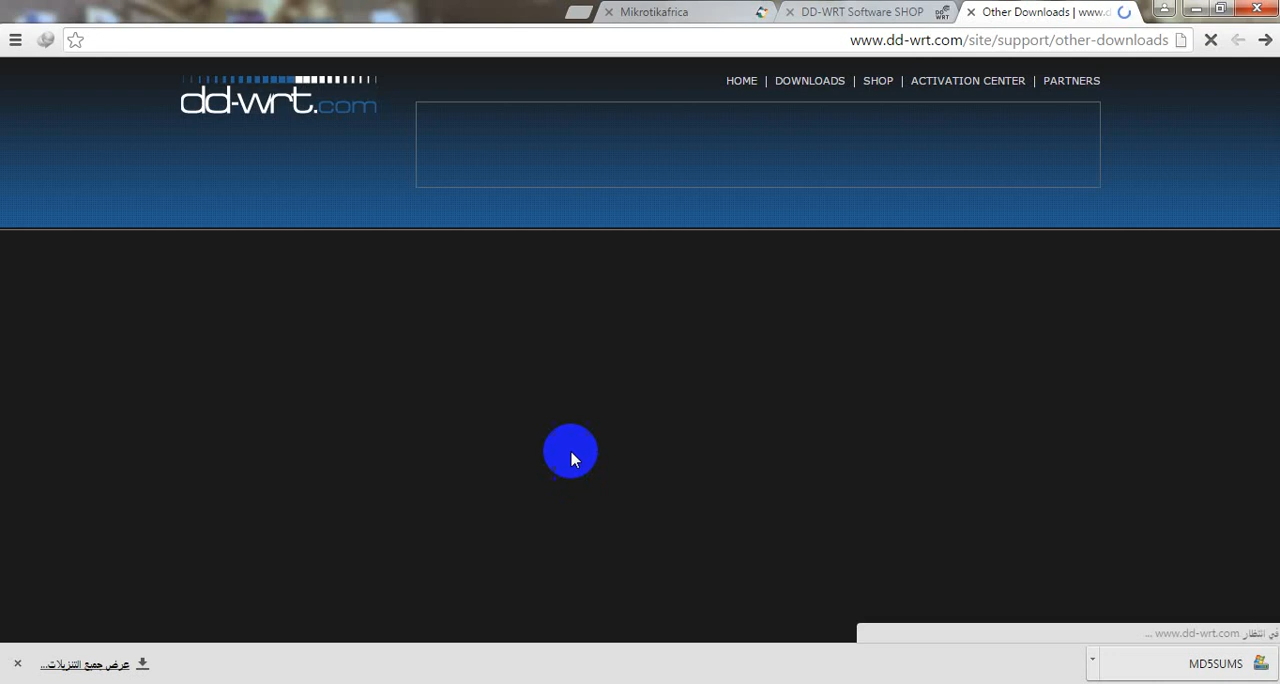 Mikrotikafrica
DD-WRT Software SHOP
Other Downloads | www.d
www.dd-wrt.com/site/support/other-downloads
dd-wrt.com
HOME | DOWNLOADS | SHOP | ACTIVATION CENTER | PARTNERS
في انتظار www.dd-wrt.com ...
عرض جميع التنزيلات...
MD5SUMS